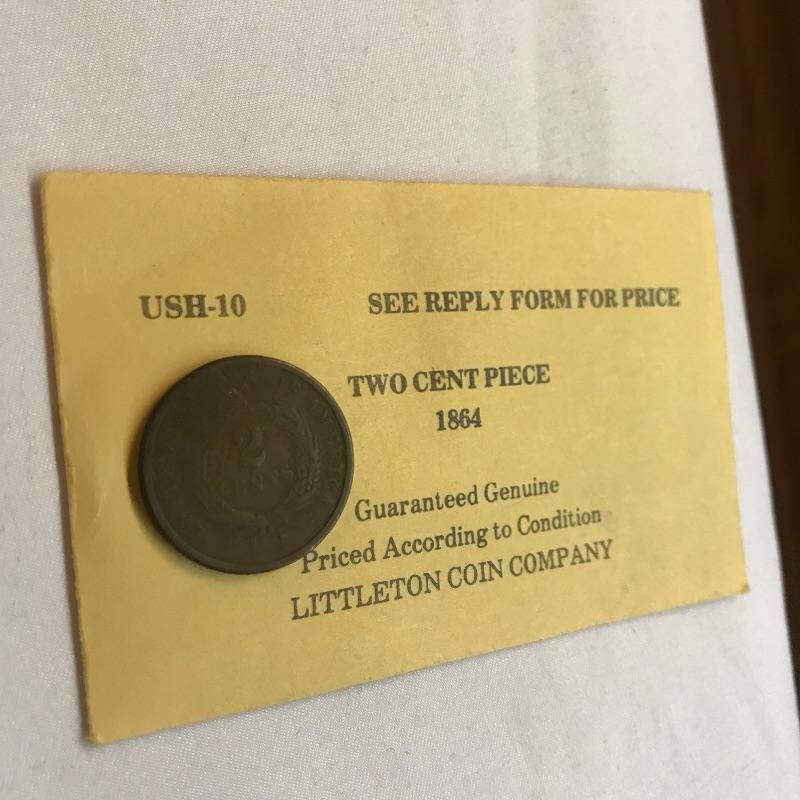 USH-10
SEE REPLY FORM FOR PRICE
TWO CENT PIECE
1864
2
Guaranteed Genuine
Priced According to Condition
LITTLETON COIN COMPANY